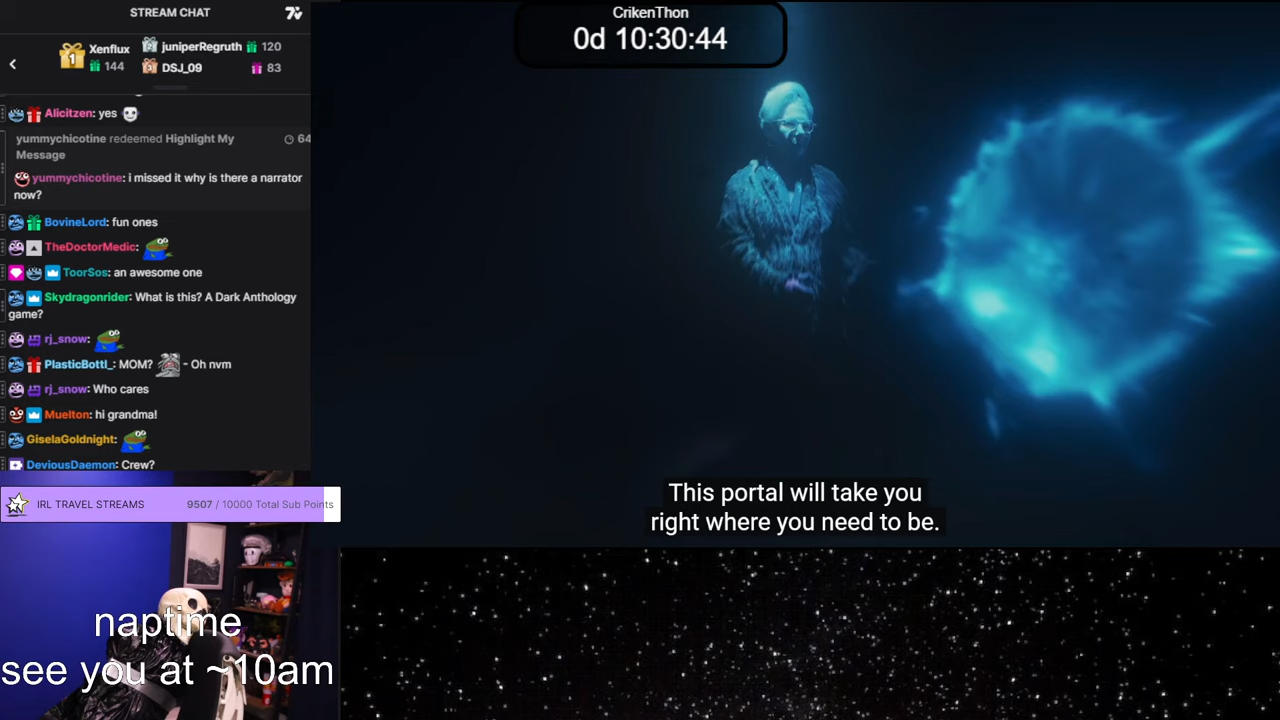 STREAM CHAT
Xenflux
144
juniperRegruth 120
DSJ_09 83
Alicitzen: yes
yummychicotine redeemed Highlight My
Message
64
yummychicotine: i missed it why is there a narrator
now?
BovineLord: fun ones
TheDoctorMedic:
ToorSos: an awesome one
Skydragonrider: What is this? A Dark Anthology
game?
rj_snow:
PlasticBottl_: MOM? - Oh nvm
rj_snow: Who cares
Muelton: hi grandma!
GiselaGoldnight:
DeviousDaemon: Crew?
IRL TRAVEL STREAMS 9507 / 10000 Total Sub Points
naptime
see you at ~10am
CrikenThon
0d 10:30:44
This portal will take you
right where you need to be.